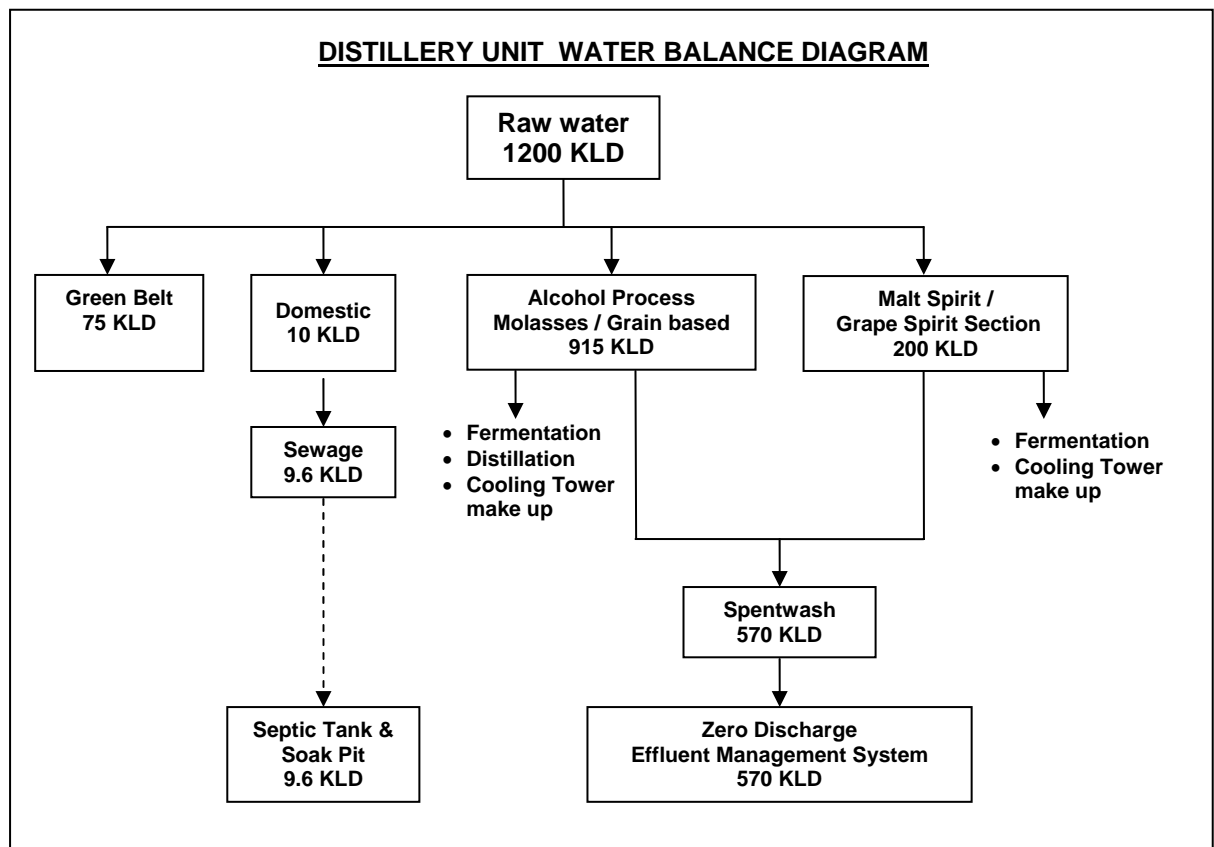 DISTILLERY UNIT WATER BALANCE DIAGRAM
Raw water
1200 KLD
Green Belt
75 KLD
Domestic
10 KLD
Alcohol Process
Molasses / Grain based
915 KLD
Malt Spirit /
Grape Spirit Section
200 KLD
Sewage
9.6 KLD
• Fermentation
• Distillation
• Cooling Tower
make up
• Fermentation
• Cooling Tower
make up
Spentwash
570 KLD
Septic Tank &
Soak Pit
9.6 KLD
Zero Discharge
Effluent Management System
570 KLD